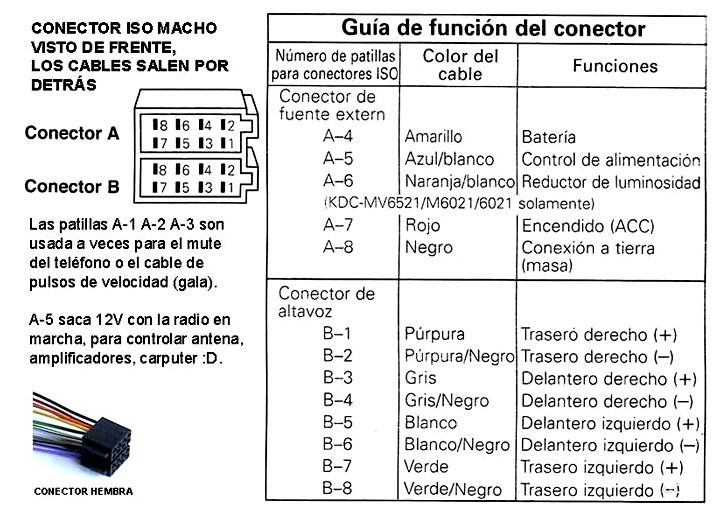 CONECTOR ISO MACHO
VISTO DE FRENTE,
LOS CABLES SALEN POR
DETRÁS
Conector A
8 6 4 2
7 5 3 1
Conector B
8 6 4 2
7 5 3 1
Las patillas A-1 A-2 A-3 son
usada a veces para el mute
del teléfono o el cable de
pulsos de velocidad (gala).
A-5 saca 12V con la radio en
marcha, para controlar antena,
amplificadores, carputer :D.
CONECTOR HEMBRA
Guía de función del conector
Número de patillas para conectores ISO Color del cable Funciones
Conector de
fuente extern
A–4 Amarillo Batería
A–5 Azul/blanco Control de alimentación
A–6 Naranja/blanco Reductor de luminosidad
(KDC-MV6521/M6021/6021 solamente)
A–7 Rojo Encendido (ACC)
A–8 Negro Conexión a tierra
(masa)
Conector de
altavoz
B–1 Púrpura Trasero derecho (+)
B–2 Púrpura/Negro Trasero derecho (–)
B–3 Gris Delantero derecho (+)
B–4 Gris/Negro Delantero derecho (–)
B–5 Blanco Delantero izquierdo (+)
B–6 Blanco/Negro Delantero izquierdo (–)
B–7 Verde Trasero izquierdo (+)
B–8 Verde/Negro Trasero izquierdo (–)